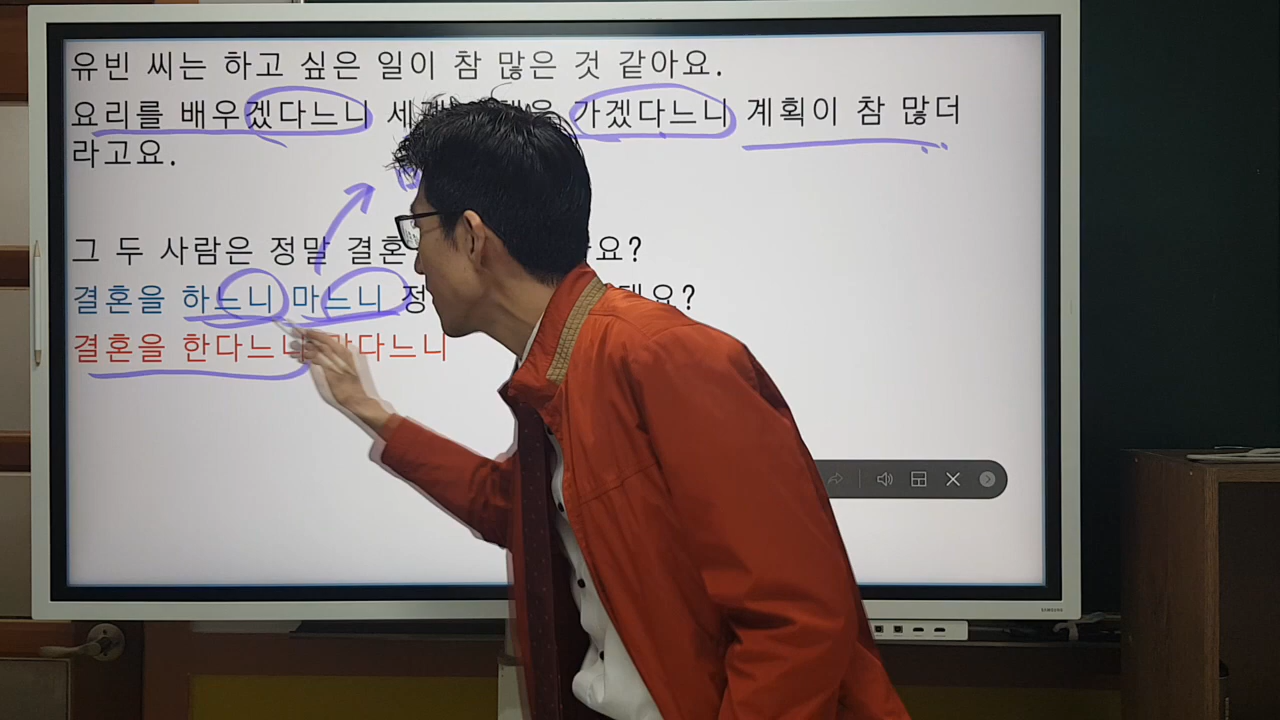 유빈 씨는 하고 싶은 일이 참 많은 것 같아요.
요리를 배우겠다느니 가겠다느니 계획이 참 많더
라고요.
그 두 사람은 정말 결혼 요?
결혼을 하느니 마느니 정 대요?
결혼을 한다느니 만다느니
SAMSUNG